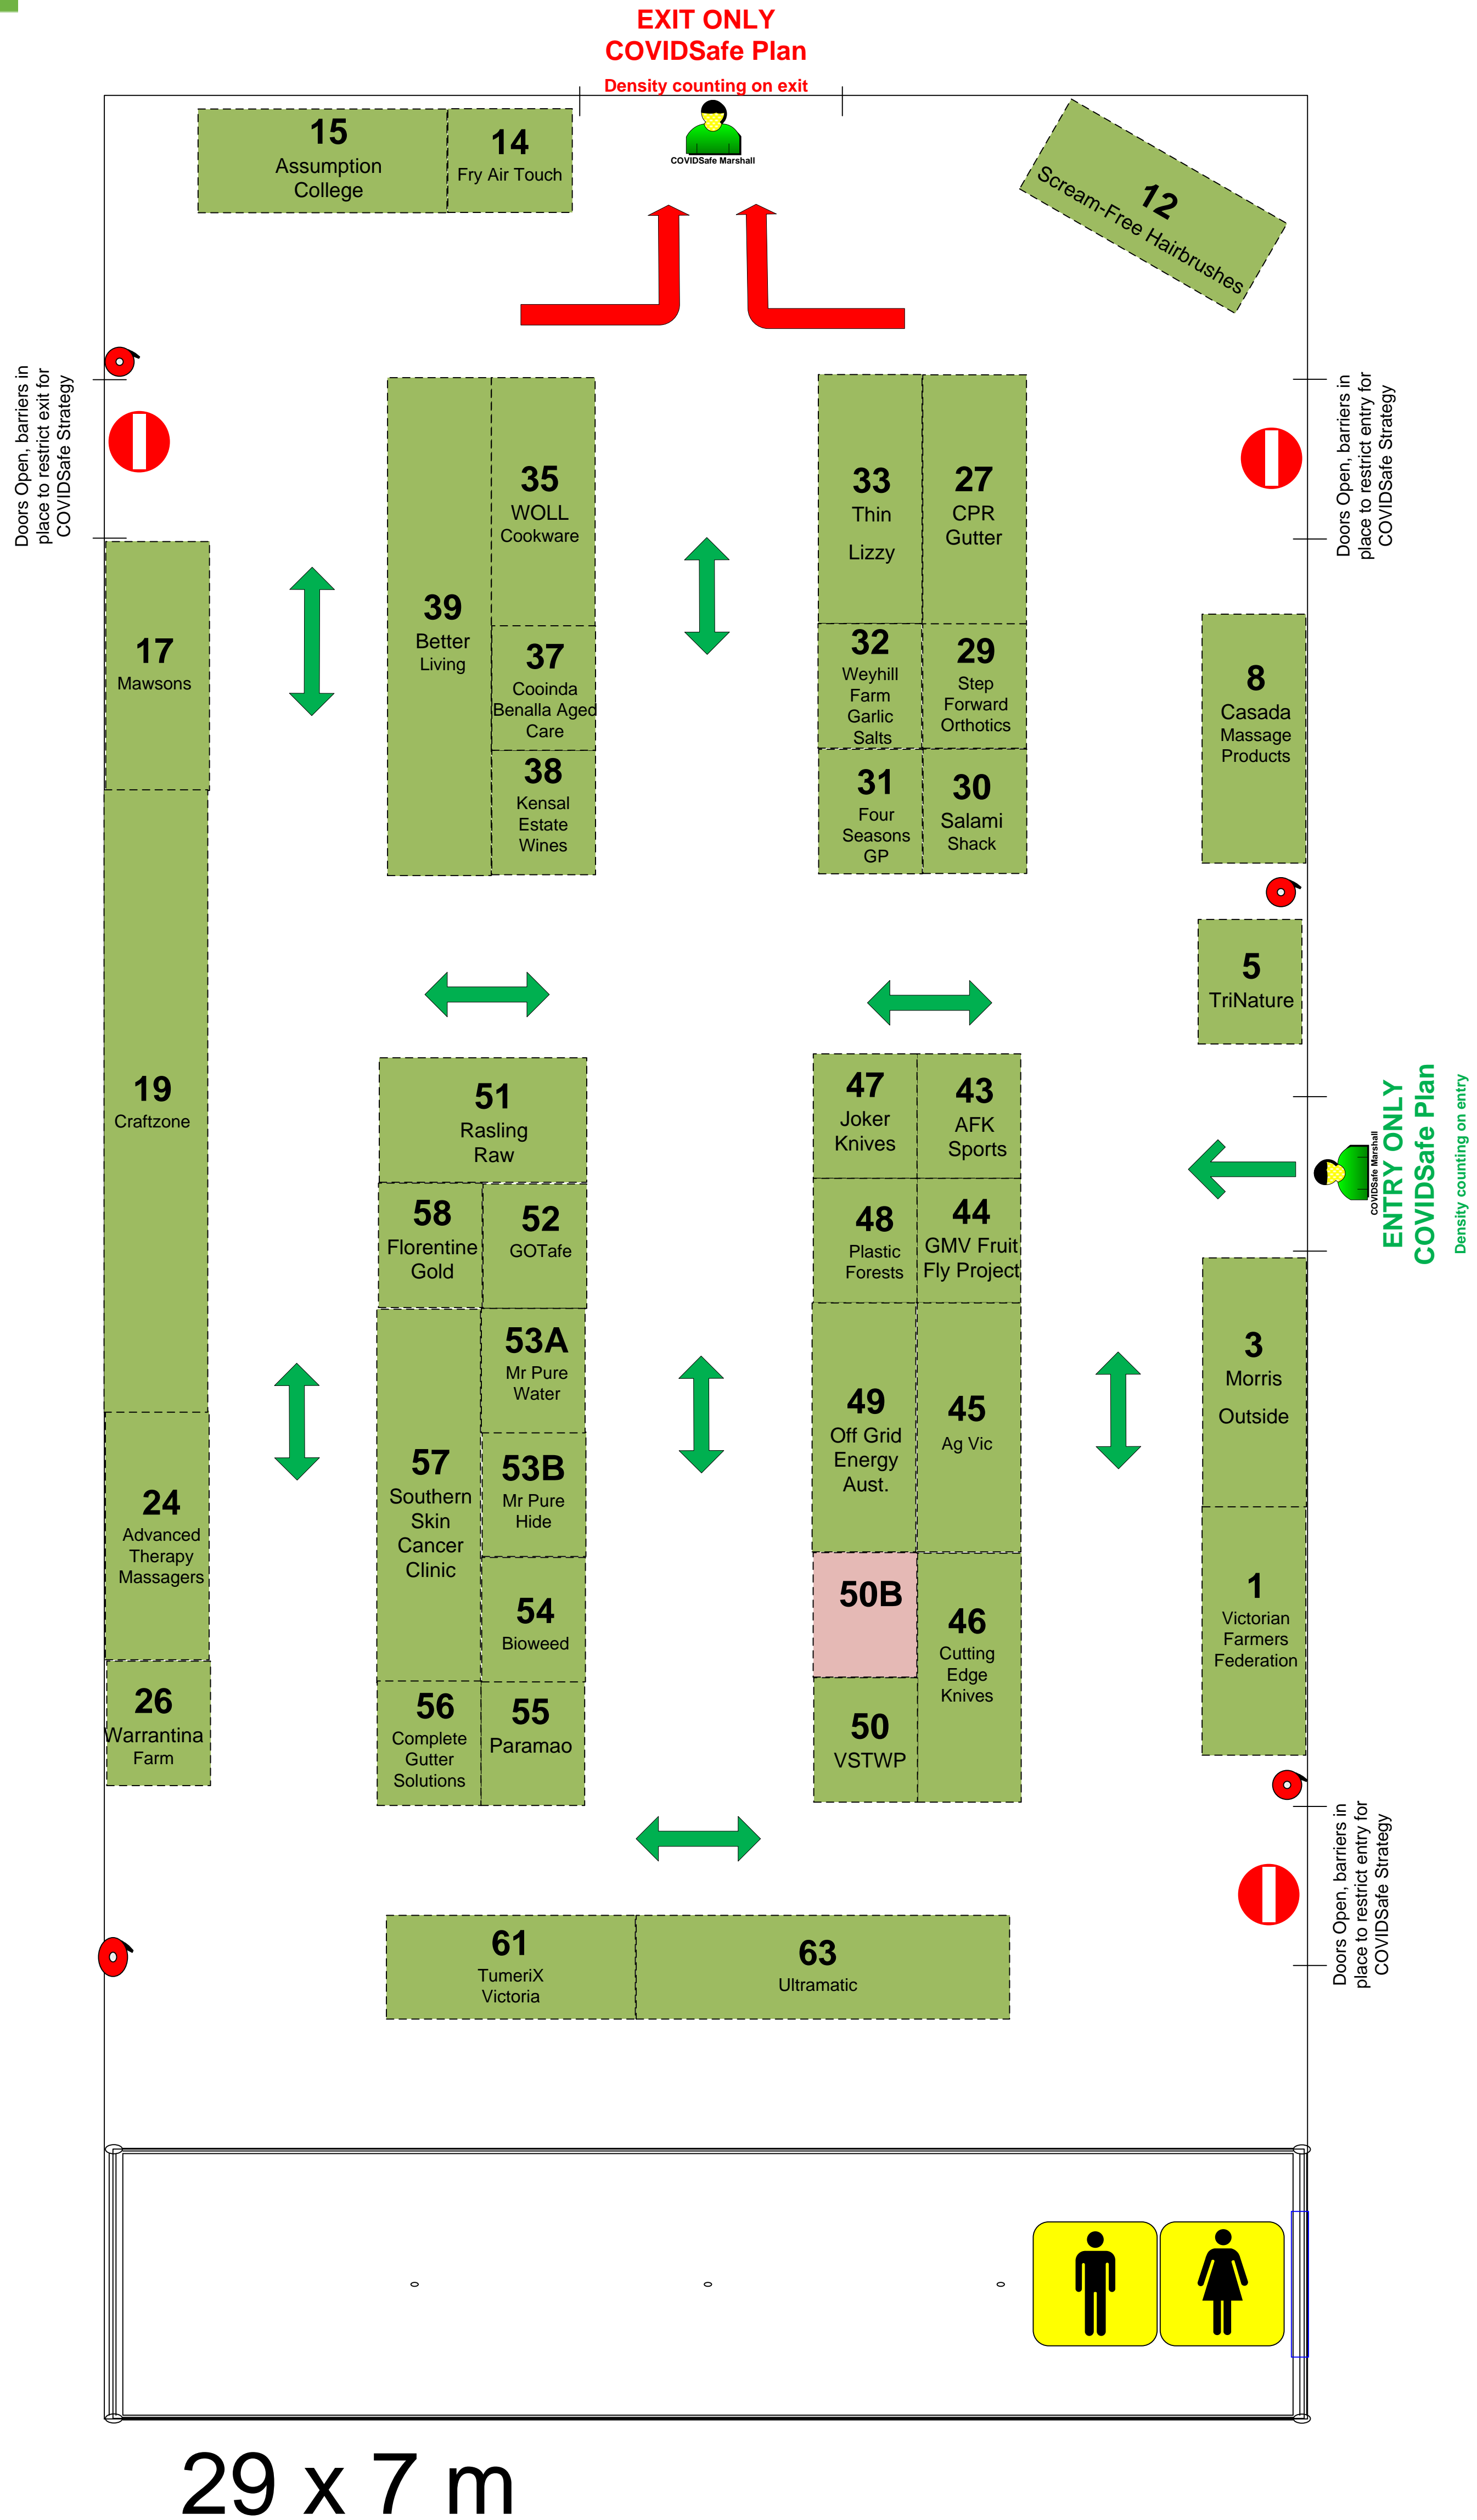 EXIT ONLY
COVIDSafe Plan
Density counting on exit
COVIDSafe Marshall
15
Assumption
College
14
Fry Air Touch
12
Scream-Free Hairbrushes
Doors Open, barriers in
place to restrict exit for
COVIDSafe Strategy
Doors Open, barriers in
place to restrict entry for
COVIDSafe Strategy
39
Better
Living
35
WOLL
Cookware
37
Cooinda
Benalla Aged
Care
38
Kensal
Estate
Wines
33
Thin
Lizzy
27
CPR
Gutter
32
Weyhill
Farm
Garlic
Salts
29
Step
Forward
Orthotics
31
Four
Seasons
GP
30
Salami
Shack
17
Mawsons
8
Casada
Massage
Products
5
TriNature
19
Craftzone
51
Rasling
Raw
58
Florentine
Gold
52
GOTafe
53A
Mr Pure
Water
53B
Mr Pure
Hide
57
Southern
Skin
Cancer
Clinic
54
Bioweed
56
Complete
Gutter
Solutions
55
Paramao
47
Joker
Knives
43
AFK
Sports
48
Plastic
Forests
44
GMV Fruit
Fly Project
49
Off Grid
Energy
Aust.
45
Ag Vic
50B
46
Cutting
Edge
Knives
50
VSTWP
COVIDSafe Marshall
ENTRY ONLY
COVIDSafe Plan
Density counting on entry
3
Morris
Outside
1
Victorian
Farmers
Federation
24
Advanced
Therapy
Massagers
26
Warrantina
Farm
Doors Open, barriers in
place to restrict entry for
COVIDSafe Strategy
61
TumeriX
Victoria
63
Ultramatic
29 x 7 m